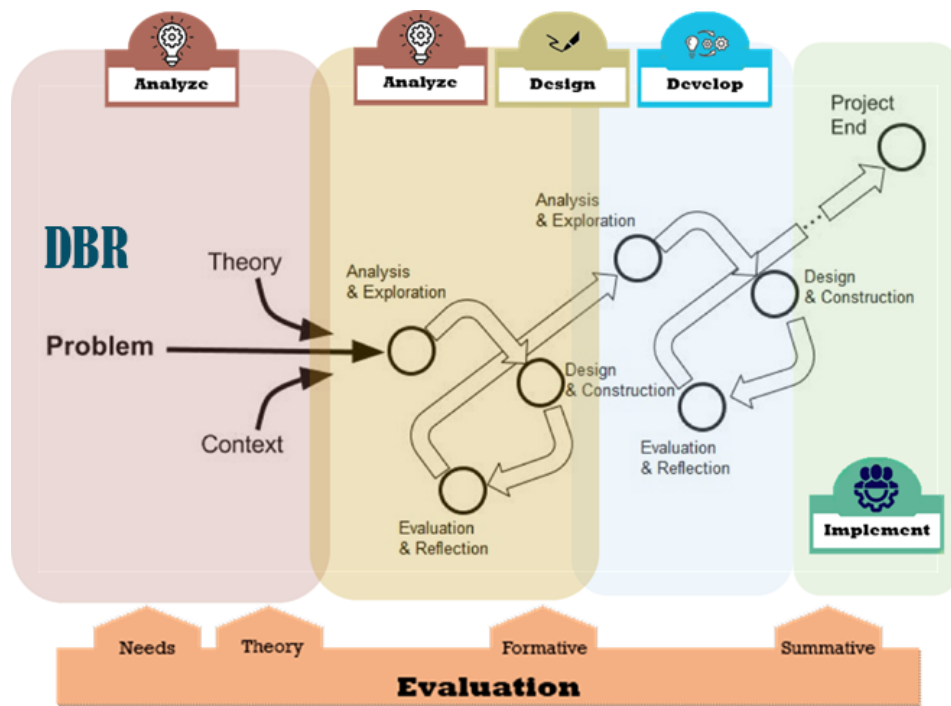 Analyze
Analyze
Design
Develop
Project
End
DBR
Theory
Problem
Context
Analysis
& Exploration
Design
& Construction
Evaluation
& Reflection
Analysis
& Exploration
Design
& Construction
Evaluation
& Reflection
Implement
Needs
Theory
Formative
Summative
Evaluation